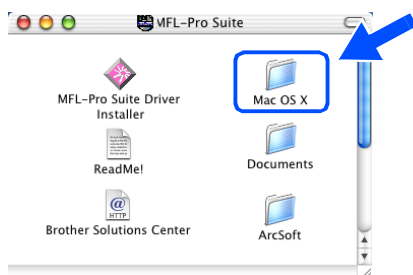 MFL-Pro Suite
MFL-Pro Suite Driver
Installer
Mac OS X
ReadMe!
Documents
@
HTTP
Brother Solutions Center
ArcSoft